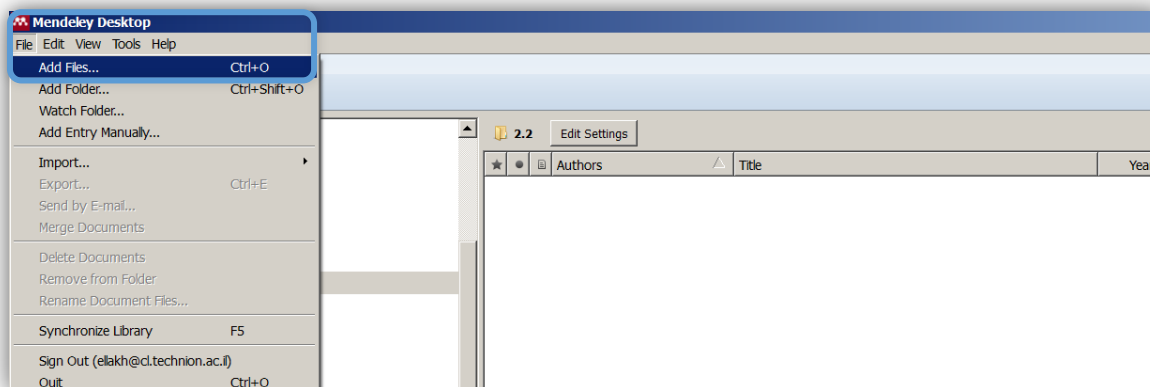 Mendeley Desktop
File Edit View Tools Help
Add Files... Ctrl+O
Add Folder... Ctrl+Shift+O
Watch Folder...
Add Entry Manually...
2.2 Edit Settings
Import...
Authors Title Yea
Export... Ctrl+E
Send by E-mail...
Merge Documents
Delete Documents
Remove from Folder
Rename Document Files...
Synchronize Library F5
Sign Out (ellakh@cl.technion.ac.il)
Quit Ctrl+Q